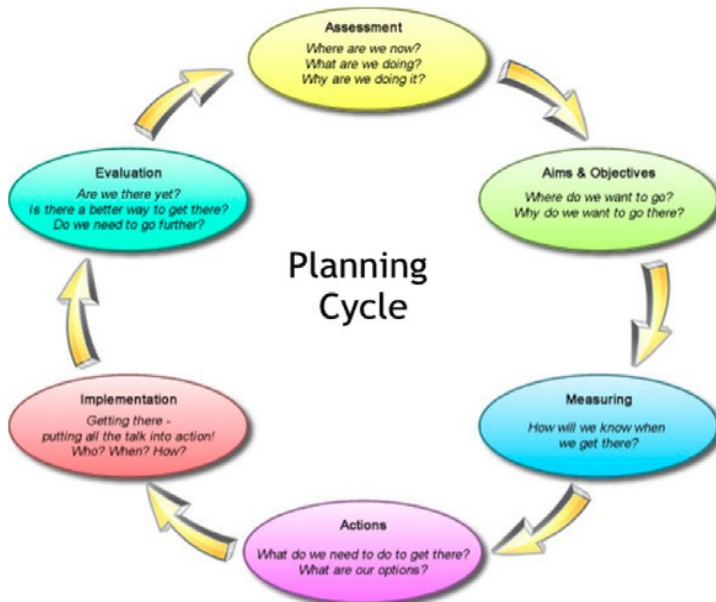 Assessment
Where are we now?
What are we doing?
Why are we doing it?
Aims & Objectives
Where do we want to go?
Why do we want to go there?
Measuring
How will we know when
we get there?
Actions
What do we need to do to get there?
What are our options?
Implementation
Getting there -
putting all the talk into action!
Who? When? How?
Evaluation
Are we there yet?
Is there a better way to get there?
Do we need to go further?
Planning
Cycle